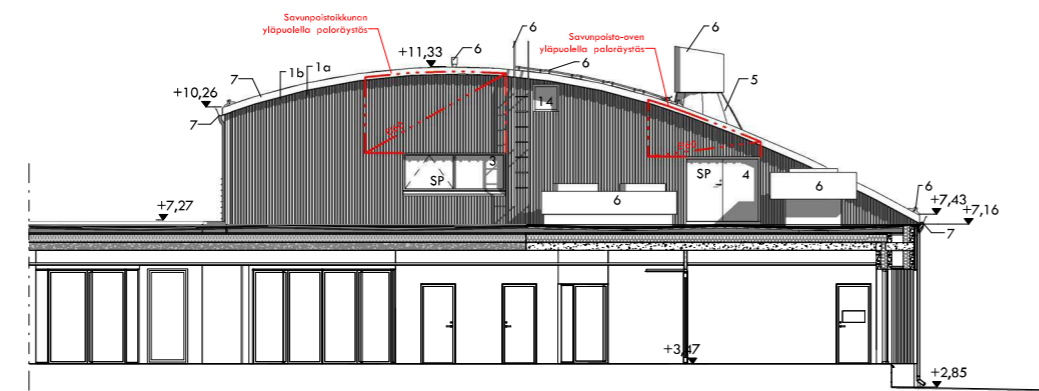 Savunpoistoikkunan
yläpuolella paloräystös
6
6
6
Savunpoisto-oven
yläpuolella paloräystös
+11,33
6
6
7
1b
1a
5
+10,26
14
7
3
SP
SP
4
6
6
6
+7,27
+7,43
+7,16
7
+3,47
+2,85